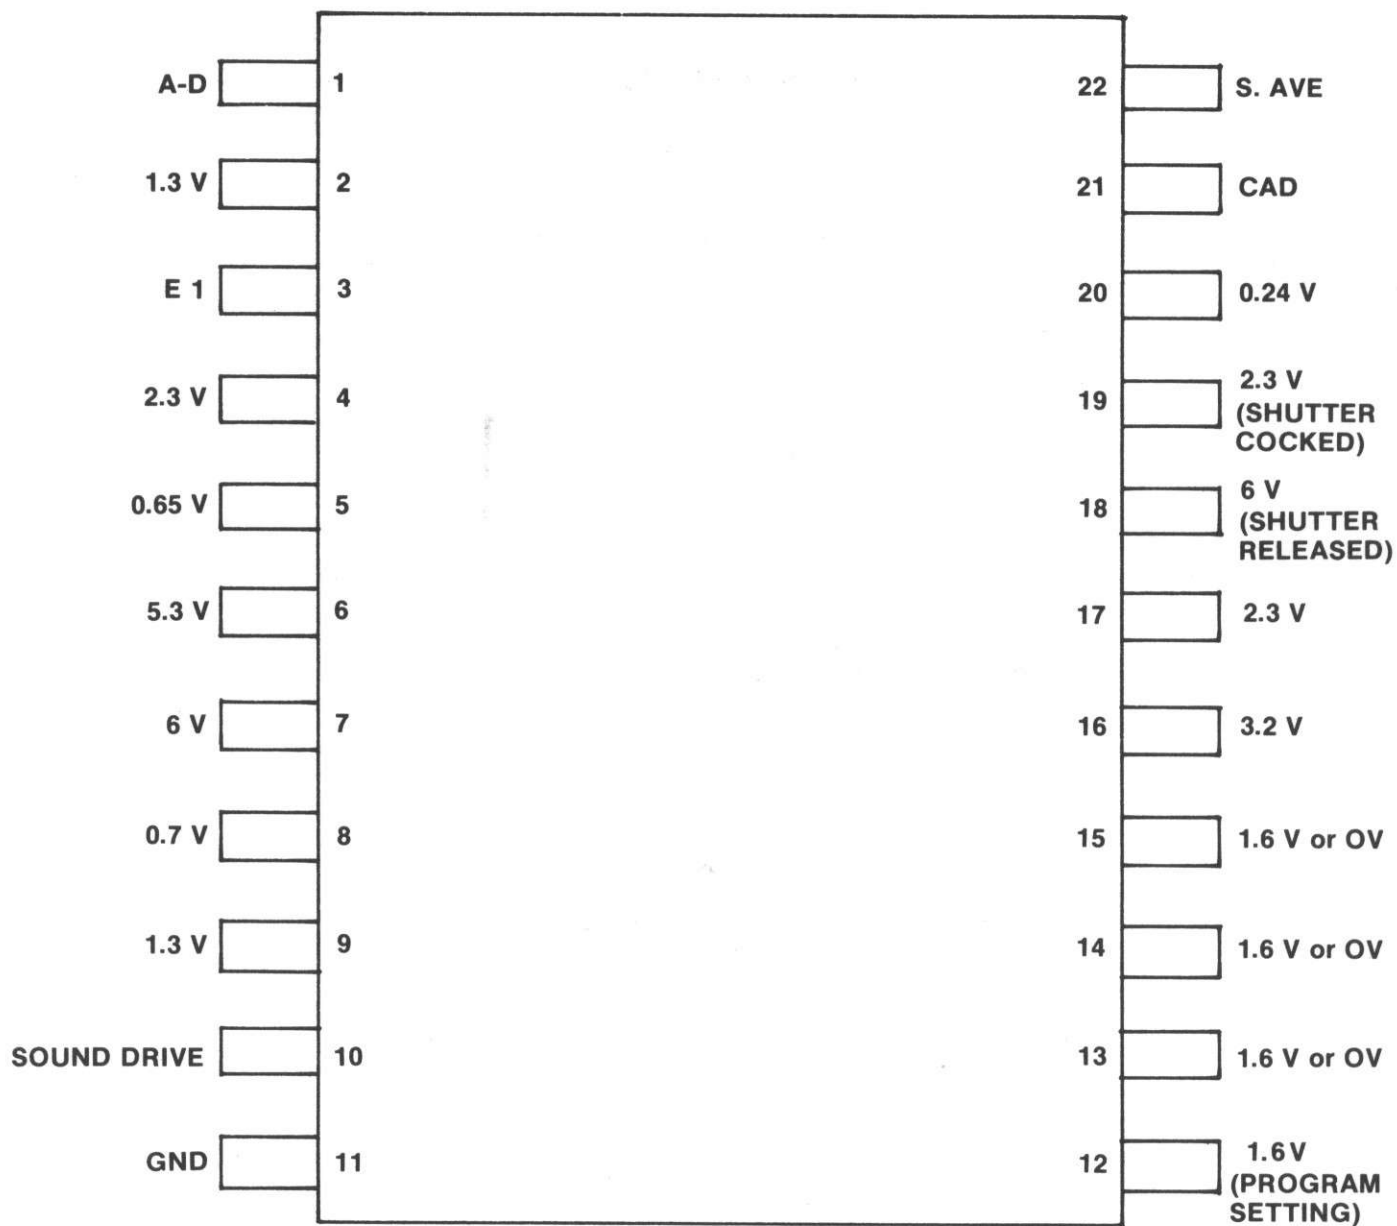 A-D 1 22 S. AVE
1.3 V 2 21 CAD
E 1 3 20 0.24 V
2.3 V 4 19 2.3 V
(SHUTTER
COCKED)
0.65 V 5 18 6 V
(SHUTTER
RELEASED)
5.3 V 6 17 2.3 V
6 V 7 16 3.2 V
0.7 V 8 15 1.6 V or OV
1.3 V 9 14 1.6 V or OV
SOUND DRIVE 10 13 1.6 V or OV
GND 11 12 1.6 V
(PROGRAM
SETTING)